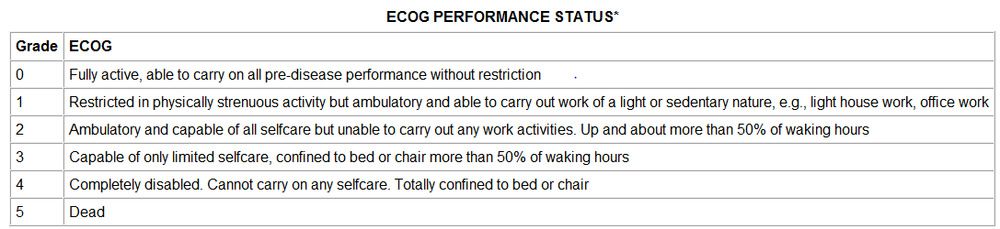 ECOG PERFORMANCE STATUS*
Grade ECOG
0 Fully active, able to carry on all pre-disease performance without restriction
1 Restricted in physically strenuous activity but ambulatory and able to carry out work of a light or sedentary nature, e.g., light house work, office work
2 Ambulatory and capable of all selfcare but unable to carry out any work activities. Up and about more than 50% of waking hours
3 Capable of only limited selfcare, confined to bed or chair more than 50% of waking hours
4 Completely disabled. Cannot carry on any selfcare. Totally confined to bed or chair
5 Dead